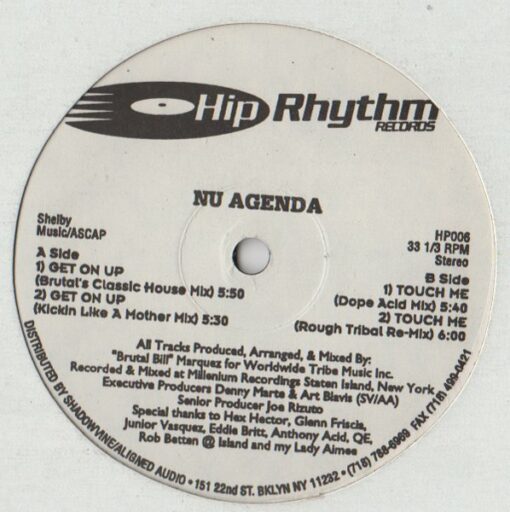 Hip Rhythm
RECORDS
NU AGENDA
Shelby
Music/ASCAP
HP006
33 1/3 RPM
Stereo
A Side
1) GET ON UP
(Brutal's Classic House Mix) 5:50
2) GET ON UP
(Kickin Like A Mother Mix) 5:30
B Side
1) TOUCH ME
(Dope Acid Mix) 5:40
2) TOUCH ME
(Rough Tribal Re-Mix) 6:00
All Tracks Produced, Arranged, & Mixed By:
"Brutal Bill" Marquez for Worldwide Tribe Music Inc.
Recorded & Mixed at Millenium Recordings Staten Island, New York
Executive Producers Denny Marte & Art Blavis (SV/AA)
Senior Producer Joe Rizuto
Special thanks to Hex Hector, Glenn Friscia,
Junior Vasquez, Eddie Britt, Anthony Acid, QE,
Rob Betten @ Island and my Lady Aimee
DISTRIBUTED BY SHADOWVINE/ALIGNED AUDIO • 151 22nd ST. BKLYN NY 11232 • (718) 768-6969 FAX (718) 499-0421